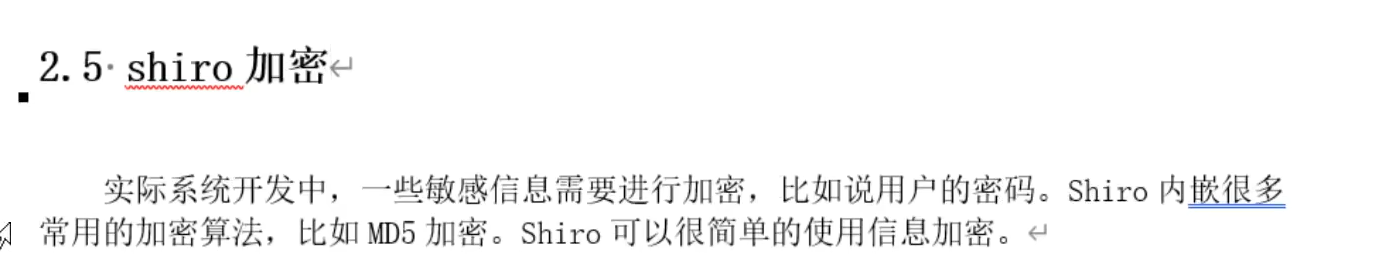 2.5 shiro 加密
实际系统开发中，一些敏感信息需要进行加密，比如说用户的密码。Shiro 内嵌很多
常用的加密算法，比如 MD5 加密。Shiro 可以很简单的使用信息加密。